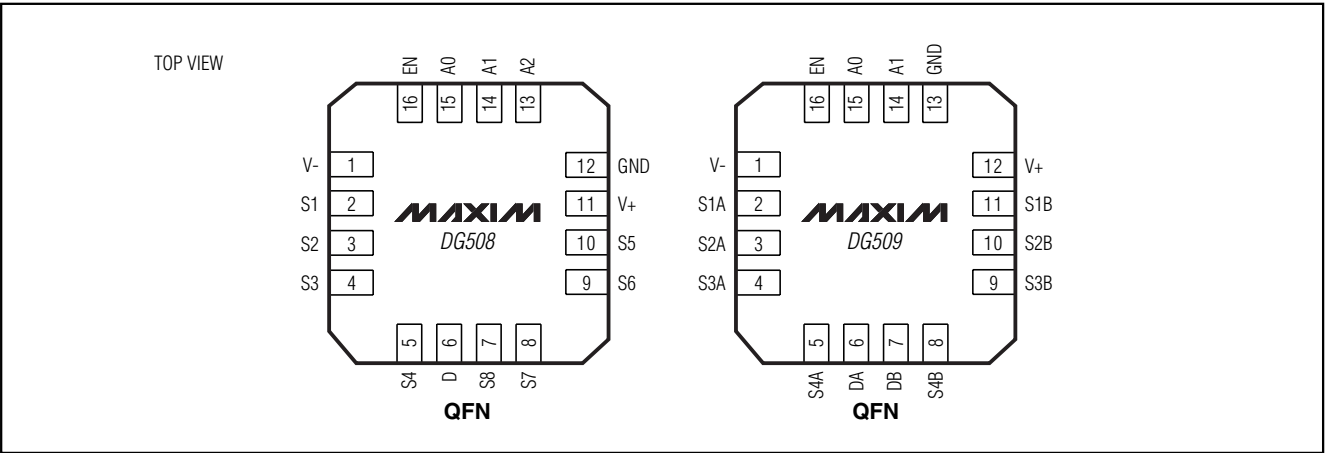 TOP VIEW
EN A0 A1 A2
16 15 14 13
V- 1
S1 2
S2 3
S3 4
12 GND
11 V+
10 S5
9 S6
MAXIM
DG508
5 6 7 8
S4 D S8 S7
QFN
EN A0 A1 GND
16 15 14 13
V- 1
S1A 2
S2A 3
S3A 4
12 V+
11 S1B
10 S2B
9 S3B
MAXIM
DG509
5 6 7 8
S4A DA DB S4B
QFN